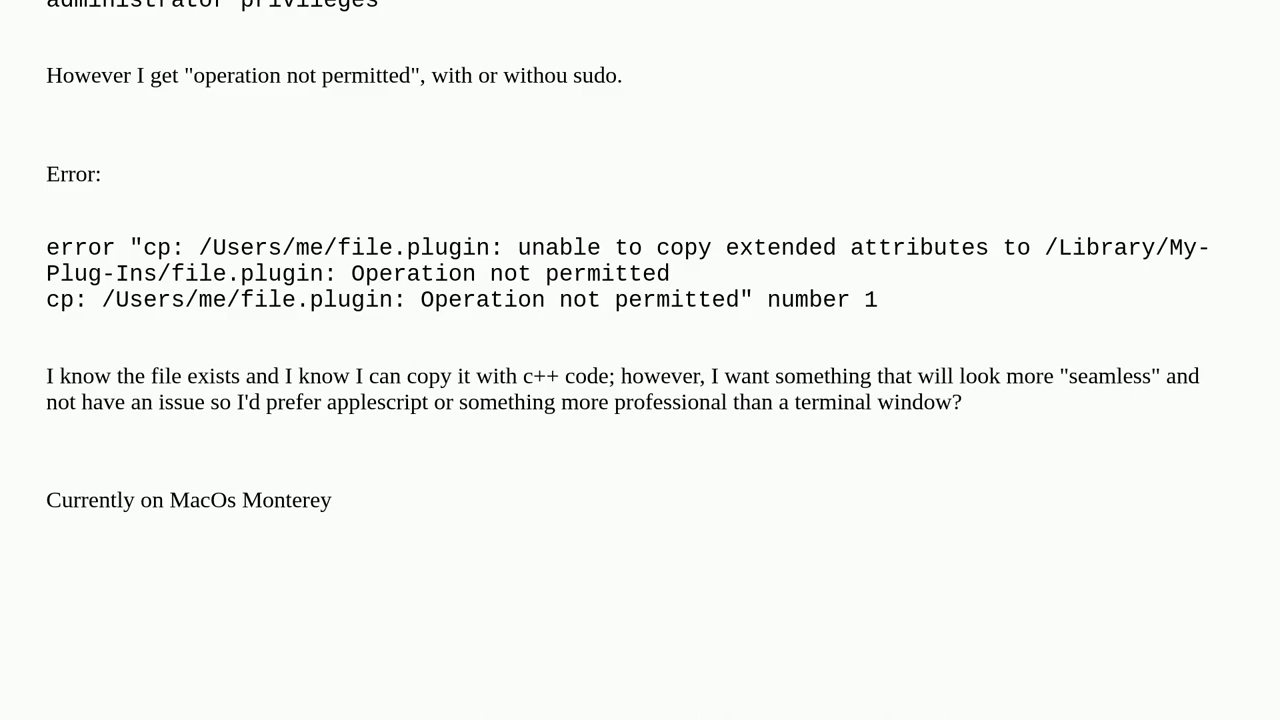 administrator privileges
However I get "operation not permitted", with or withou sudo.
Error:
error "cp: /Users/me/file.plugin: unable to copy extended attributes to /Library/My-
Plug-Ins/file.plugin: Operation not permitted
cp: /Users/me/file.plugin: Operation not permitted" number 1
I know the file exists and I know I can copy it with c++ code; however, I want something that will look more "seamless" and
not have an issue so I'd prefer applescript or something more professional than a terminal window?
Currently on MacOs Monterey